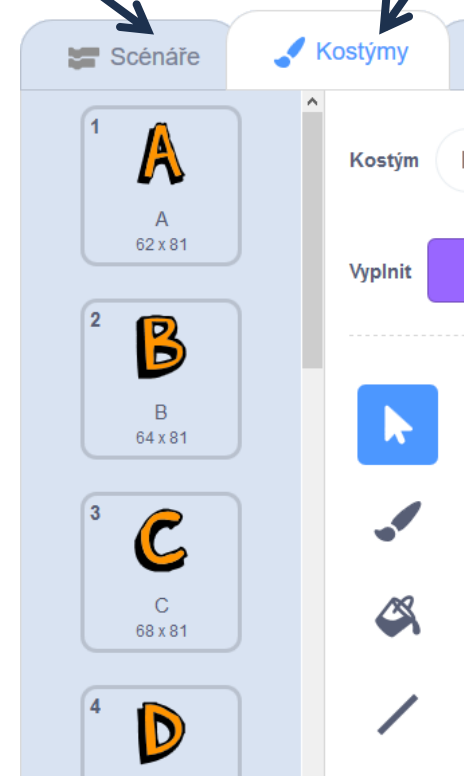 Scénáře
Kostýmy
1
A
A
62 x 81
2
B
B
64 x 81
3
C
C
68 x 81
4
D
Kostým
Vyplnit